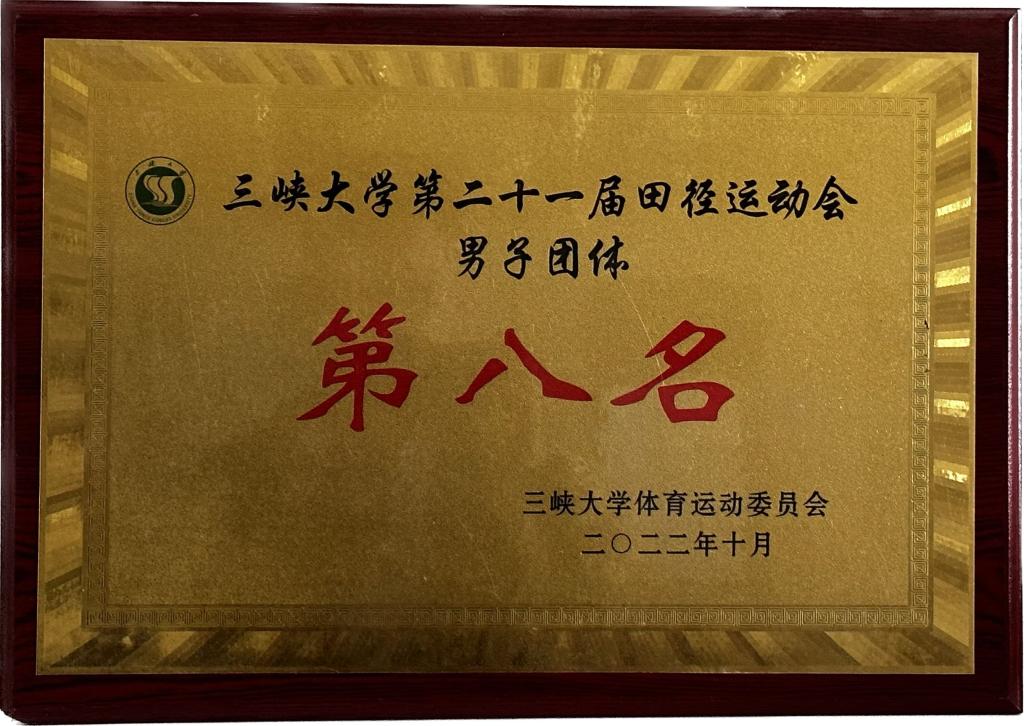 三峡大学第二十一届田径运动会
男子团体
第八名
三峡大学体育运动委员会
二〇二二年十月